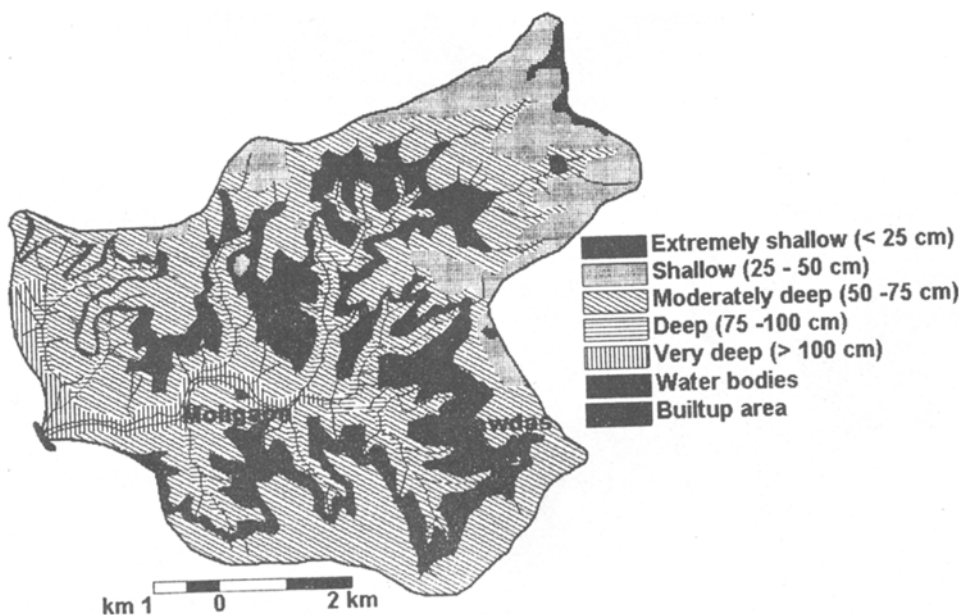 Extremely shallow (< 25 cm)
Shallow (25 - 50 cm)
Moderately deep (50 -75 cm)
Deep (75 -100 cm)
Very deep (> 100 cm)
Water bodies
Builtup area
km 1 0 2 km